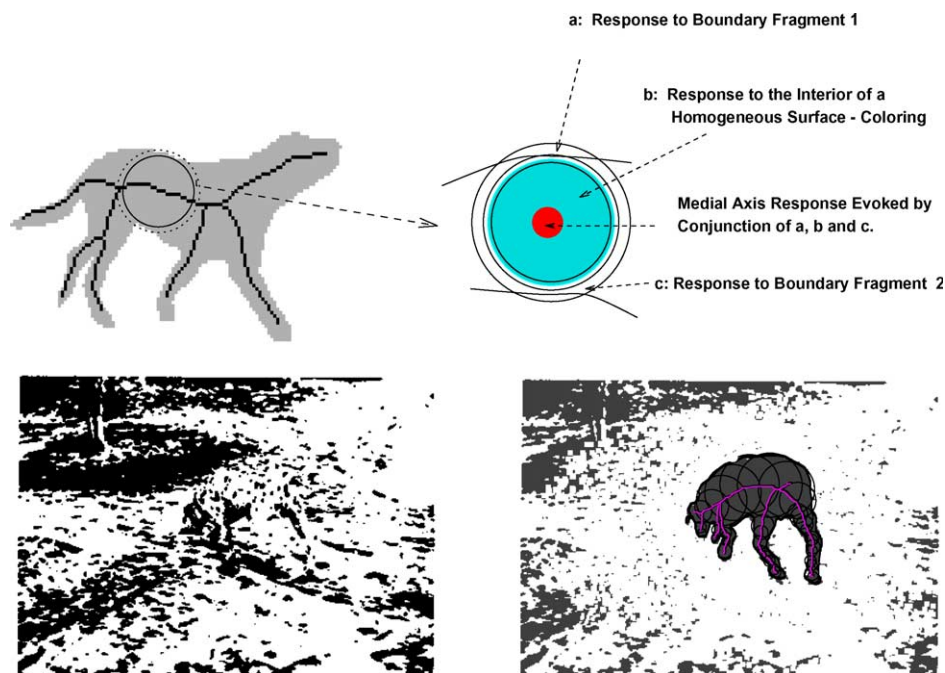 a: Response to Boundary Fragment 1
b: Response to the Interior of a
Homogeneous Surface - Coloring
Medial Axis Response Evoked by
Conjunction of a, b and c.
c: Response to Boundary Fragment 2